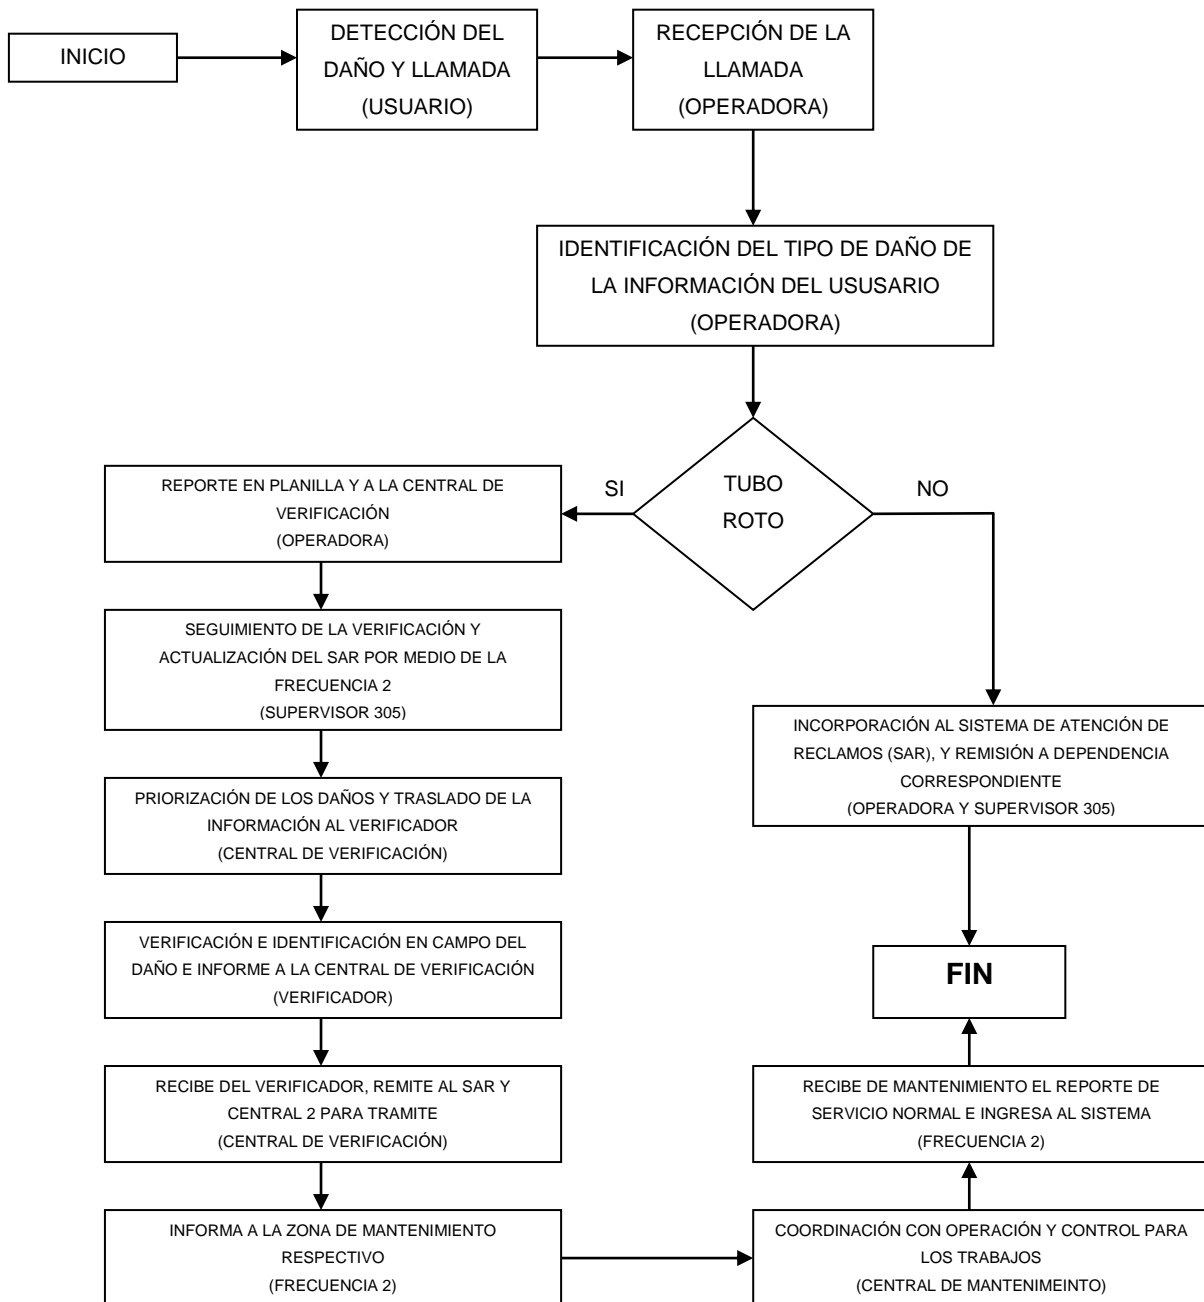 INICIO
DETECCIÓN DEL
DAÑO Y LLAMADA
(USUARIO)
RECEPCIÓN DE LA
LLAMADA
(OPERADORA)
IDENTIFICACIÓN DEL TIPO DE DAÑO DE
LA INFORMACIÓN DEL USUSARIO
(OPERADORA)
TUBO
ROTO
SI
NO
REPORTE EN PLANILLA Y A LA CENTRAL DE
VERIFICACIÓN
(OPERADORA)
SEGUIMIENTO DE LA VERIFICACIÓN Y
ACTUALIZACIÓN DEL SAR POR MEDIO DE LA
FRECUENCIA 2
(SUPERVISOR 305)
PRIORIZACIÓN DE LOS DAÑOS Y TRASLADO DE LA
INFORMACIÓN AL VERIFICADOR
(CENTRAL DE VERIFICACIÓN)
VERIFICACIÓN E IDENTIFICACIÓN EN CAMPO DEL
DAÑO E INFORME A LA CENTRAL DE VERIFICACIÓN
(VERIFICADOR)
RECIBE DEL VERIFICADOR, REMITE AL SAR Y
CENTRAL 2 PARA TRAMITE
(CENTRAL DE VERIFICACIÓN)
INFORMA A LA ZONA DE MANTENIMIENTO
RESPECTIVO
(FRECUENCIA 2)
COORDINACIÓN CON OPERACIÓN Y CONTROL PARA
LOS TRABAJOS
(CENTRAL DE MANTENIMEINTO)
RECIBE DE MANTENIMIENTO EL REPORTE DE
SERVICIO NORMAL E INGRESA AL SISTEMA
(FRECUENCIA 2)
INCORPORACIÓN AL SISTEMA DE ATENCIÓN DE
RECLAMOS (SAR), Y REMISIÓN A DEPENDENCIA
CORRESPONDIENTE
(OPERADORA Y SUPERVISOR 305)
FIN